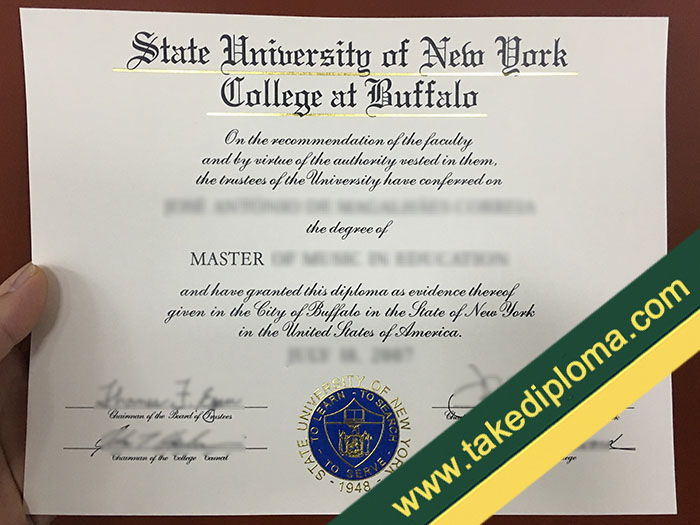 State University of New York
College at Buffalo
On the recommendation of the faculty
and by virtue of the authority vested in them,
the trustees of the University have conferred on
the degree of
MASTER
and have granted this diploma as evidence thereof
given in the City of Buffalo in the State of New York
in the United States of America.
Chairman of the Board of Trustees
Chairman of the College Council
STATE UNIVERSITY OF NEW YORK
TO LEARN - TO SEARCH
TO SERVE
1948
www.takediploma.com